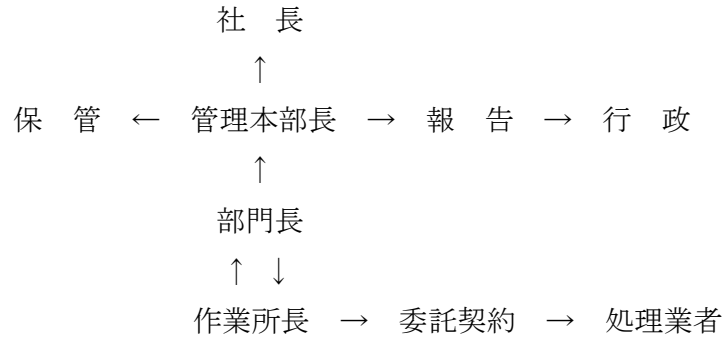 社　長
↑
保　管　←　管理本部長　→　報　告　→　行　政
↑
部門長
↑　↓
作業所長　→　委託契約　→　処理業者